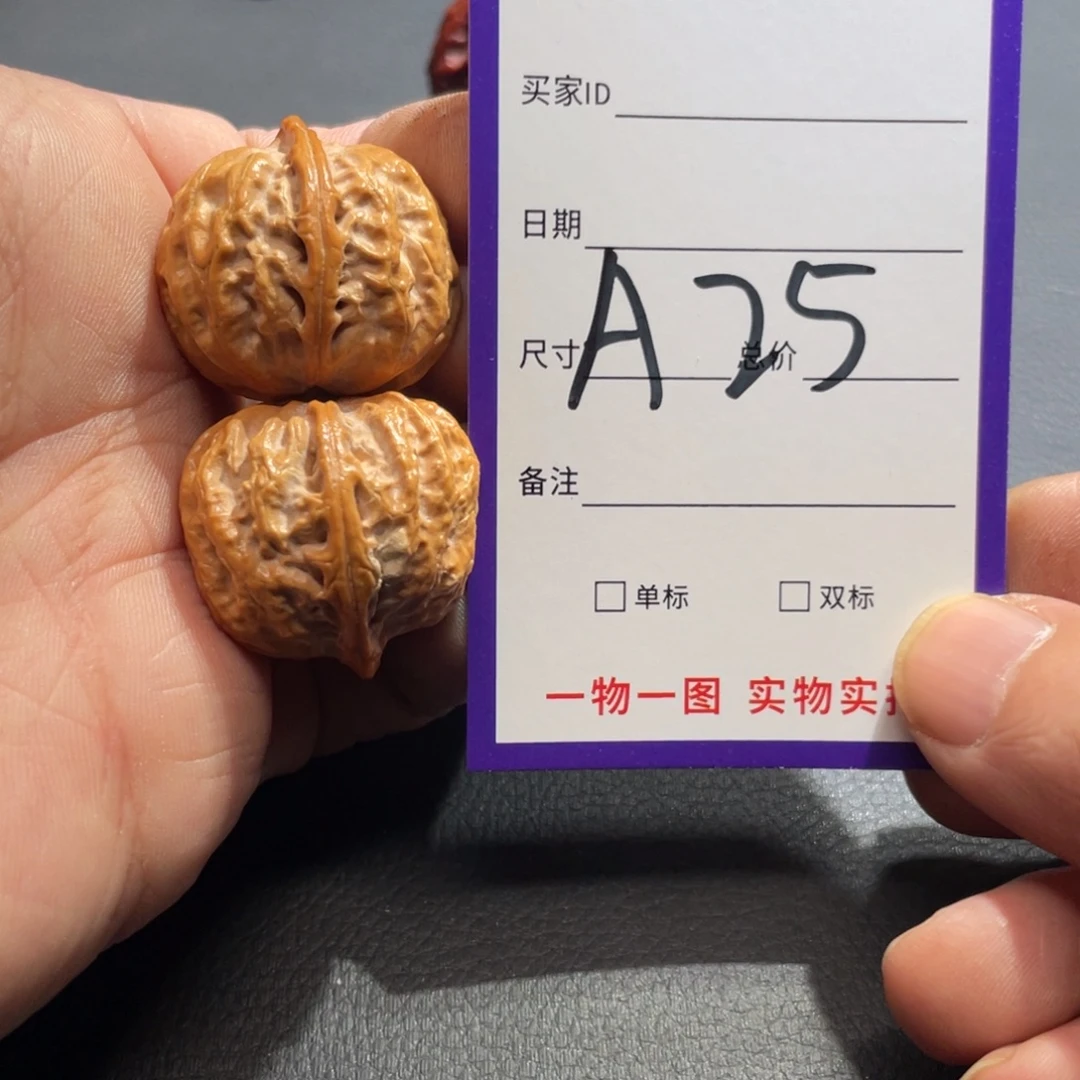 买家ID
日期
A75
尺寸 总价
备注
单标 双标
一物一图 实物实